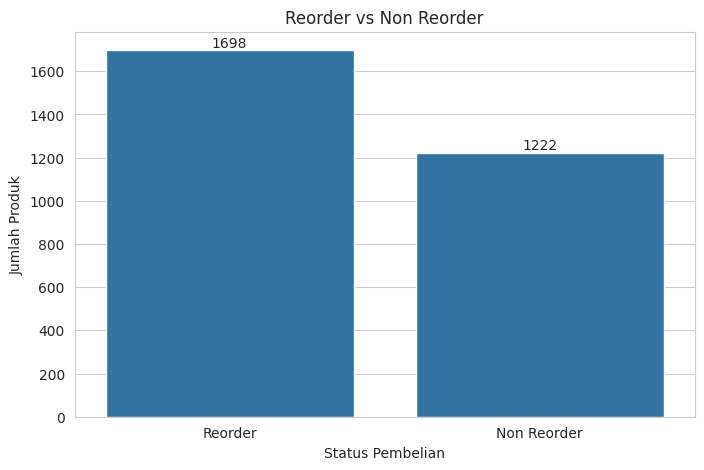 Reorder vs Non Reorder
1698
1222
Jumlah Produk
1600
1400
1200
1000
800
600
400
200
0
Reorder Non Reorder
Status Pembelian